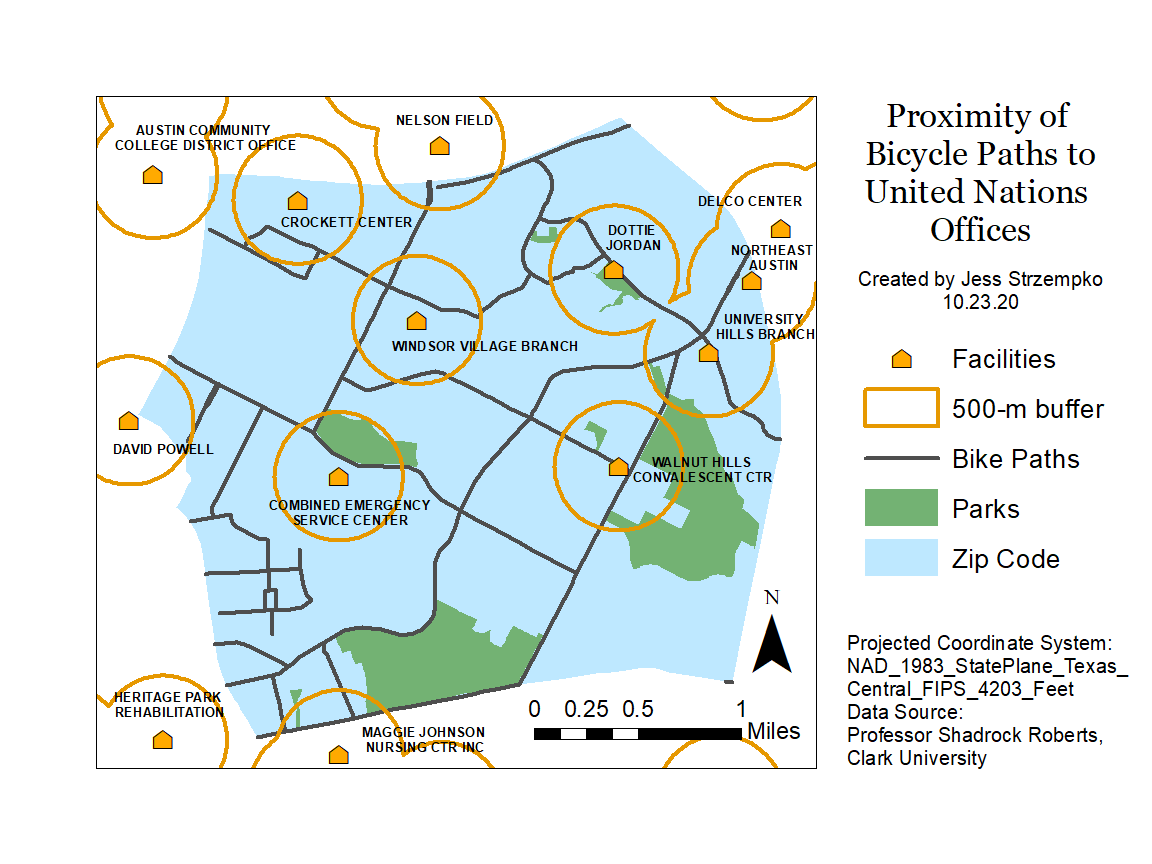 Proximity of
Bicycle Paths to
United Nations
Offices
Created by Jess Strzempko
10.23.20
Facilities
500-m buffer
Bike Paths
Parks
Zip Code
Projected Coordinate System:
NAD_1983_StatePlane_Texas_
Central_FIPS_4203_Feet
Data Source:
Professor Shadrock Roberts,
Clark University
AUSTIN COMMUNITY
COLLEGE DISTRICT OFFICE
NELSON FIELD
CROCKETT CENTER
DELCO CENTER
DOTTIE
JORDAN
NORTHEAST
AUSTIN
UNIVERSITY
HILLS BRANCH
WINDSOR VILLAGE BRANCH
DAVID POWELL
WALNUT HILLS
CONVALESCENT CTR
COMBINED EMERGENCY
SERVICE CENTER
HERITAGE PARK
REHABILITATION
MAGGIE JOHNSON
NURSING CTR INC
N
0 0.25 0.5 1
Miles